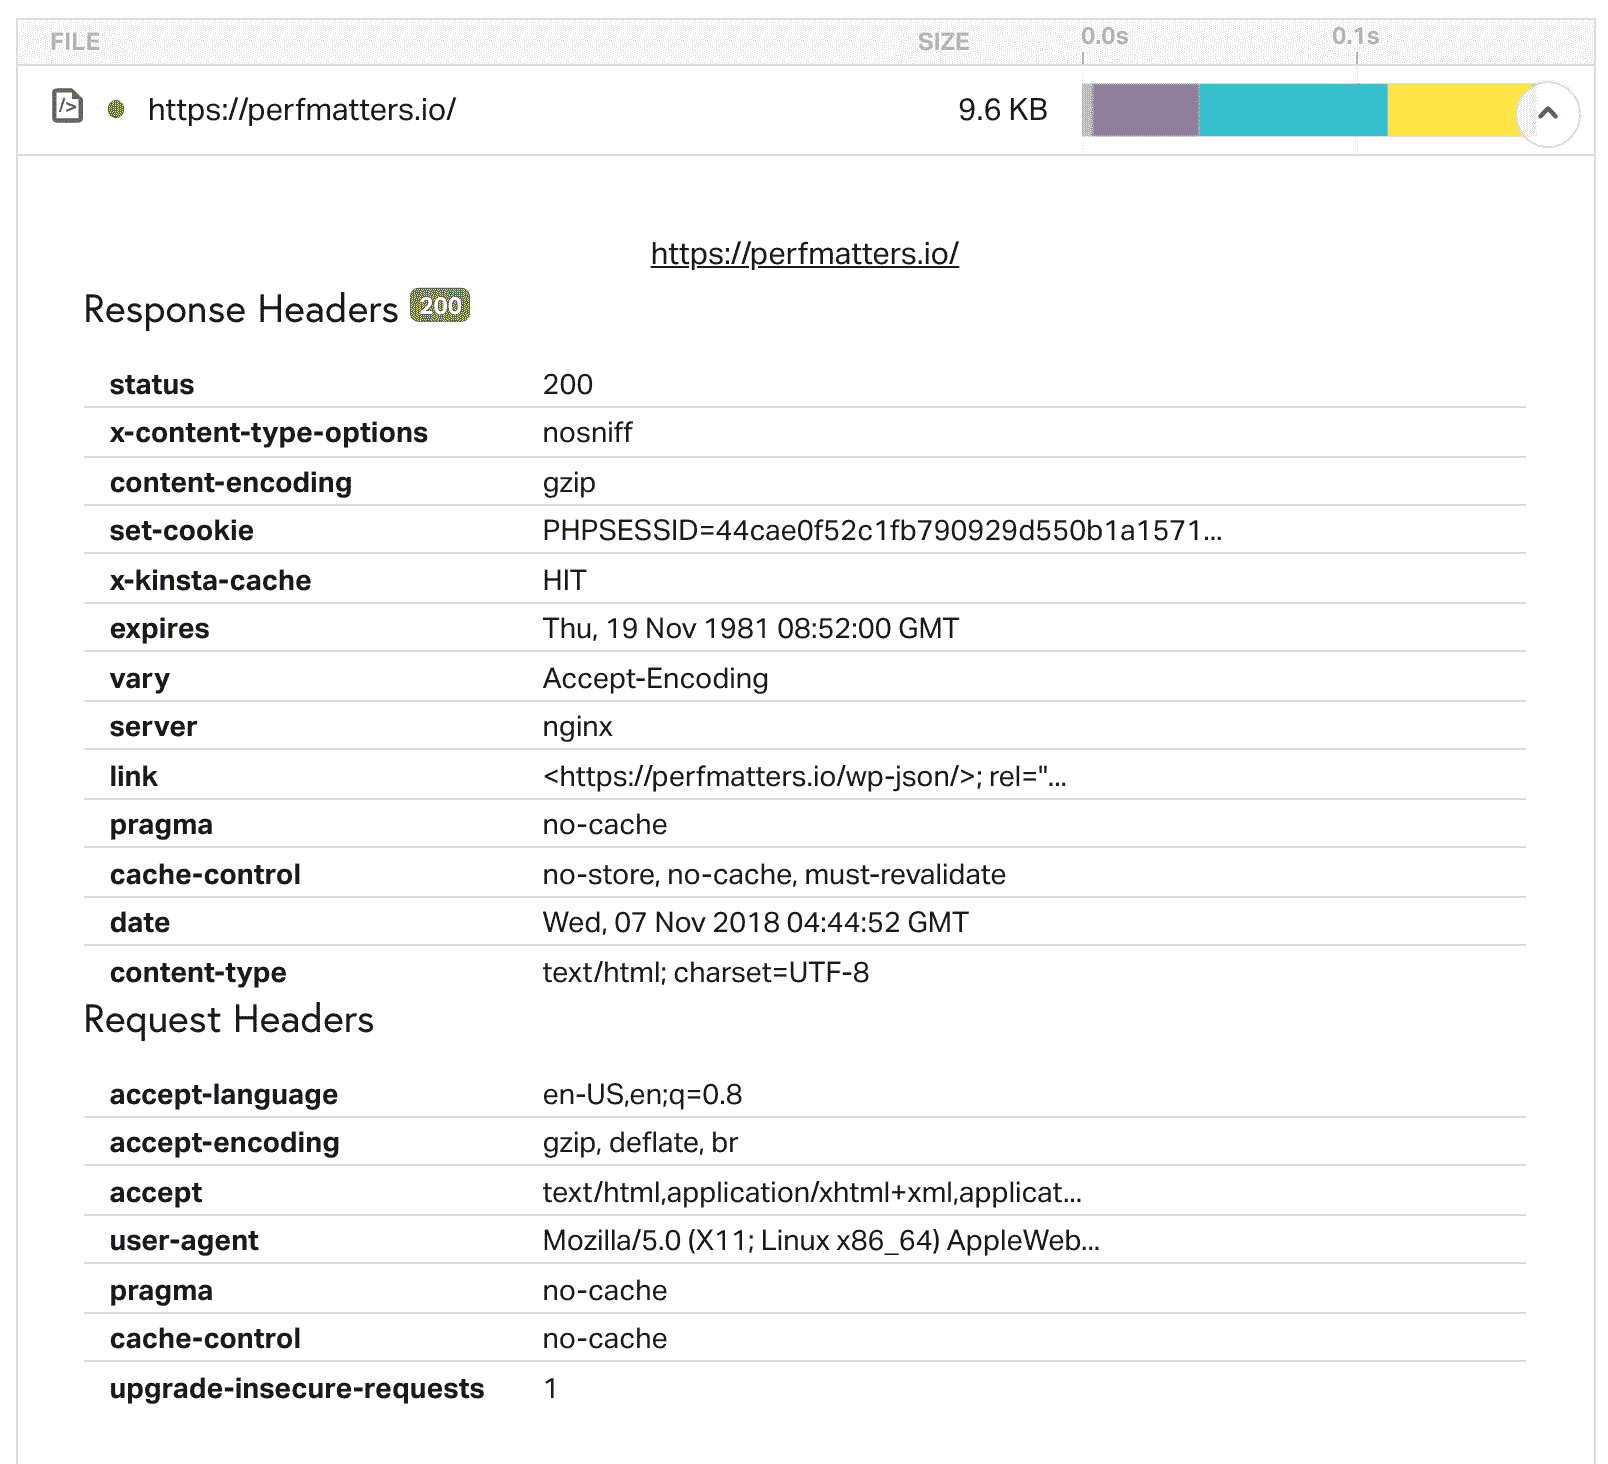 FILE SIZE 0.0s 0.1s
https://perfmatters.io/ 9.6 KB
https://perfmatters.io/
Response Headers 200
status 200
x-content-type-options nosniff
content-encoding gzip
set-cookie PHPSESSID=44cae0f52c1fb790929d550b1a1571...
x-kinsta-cache HIT
expires Thu, 19 Nov 1981 08:52:00 GMT
vary Accept-Encoding
server nginx
link <https://perfmatters.io/wp-json/>; rel="...
pragma no-cache
cache-control no-store, no-cache, must-revalidate
date Wed, 07 Nov 2018 04:44:52 GMT
content-type text/html; charset=UTF-8
Request Headers
accept-language en-US,en;q=0.8
accept-encoding gzip, deflate, br
accept text/html,application/xhtml+xml,applicat...
user-agent Mozilla/5.0 (X11; Linux x86_64) AppleWeb...
pragma no-cache
cache-control no-cache
upgrade-insecure-requests 1